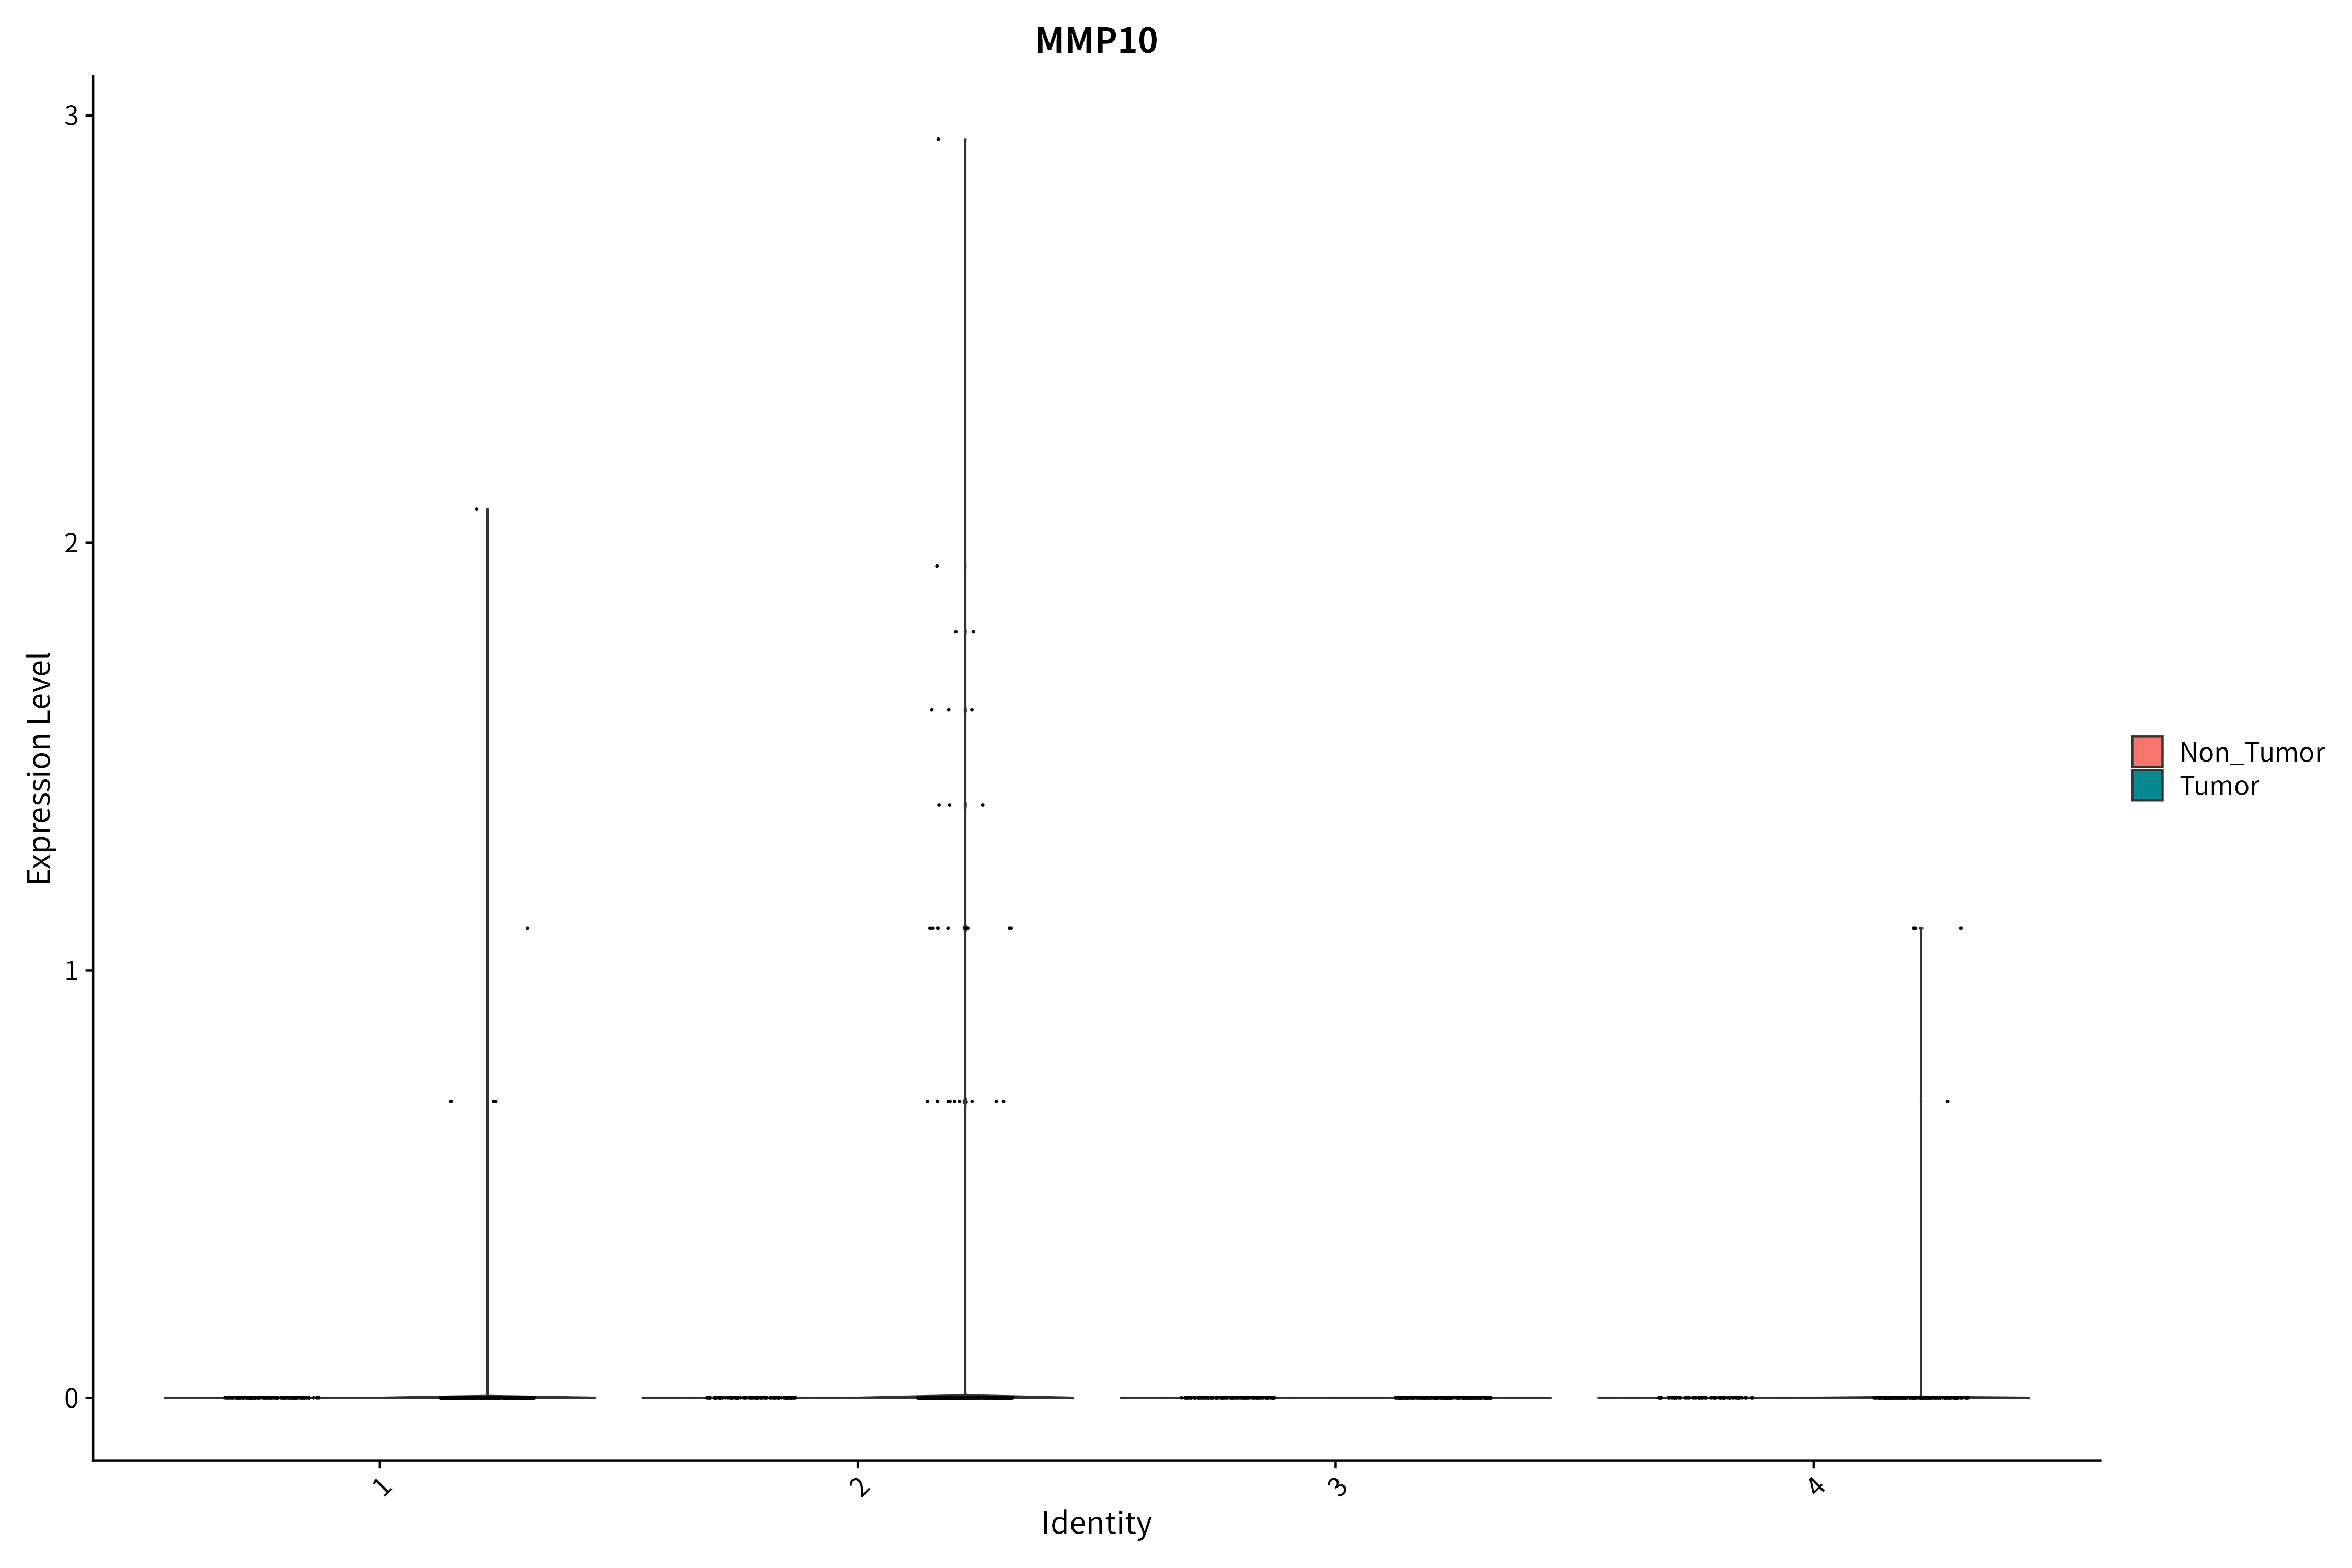 MMP10
3
2
1
0
Expression Level
1
2
3
4
Identity
Non_Tumor
Tumor